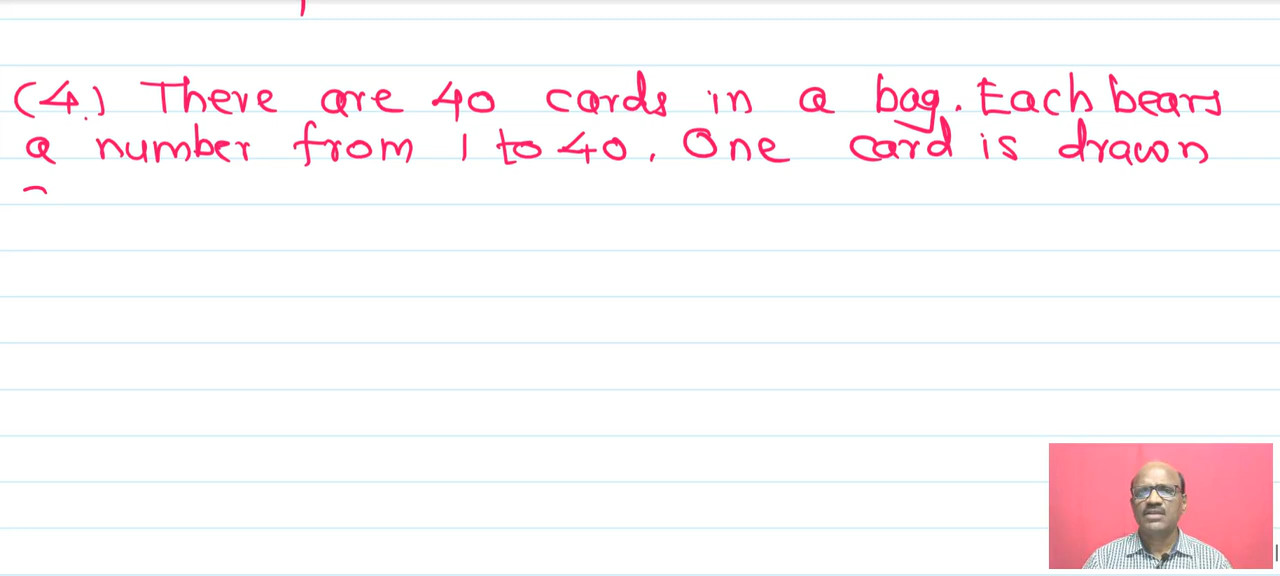 (4.) There are 40 cards in a bag. Each bears
a number from 1 to 40. One card is drawn